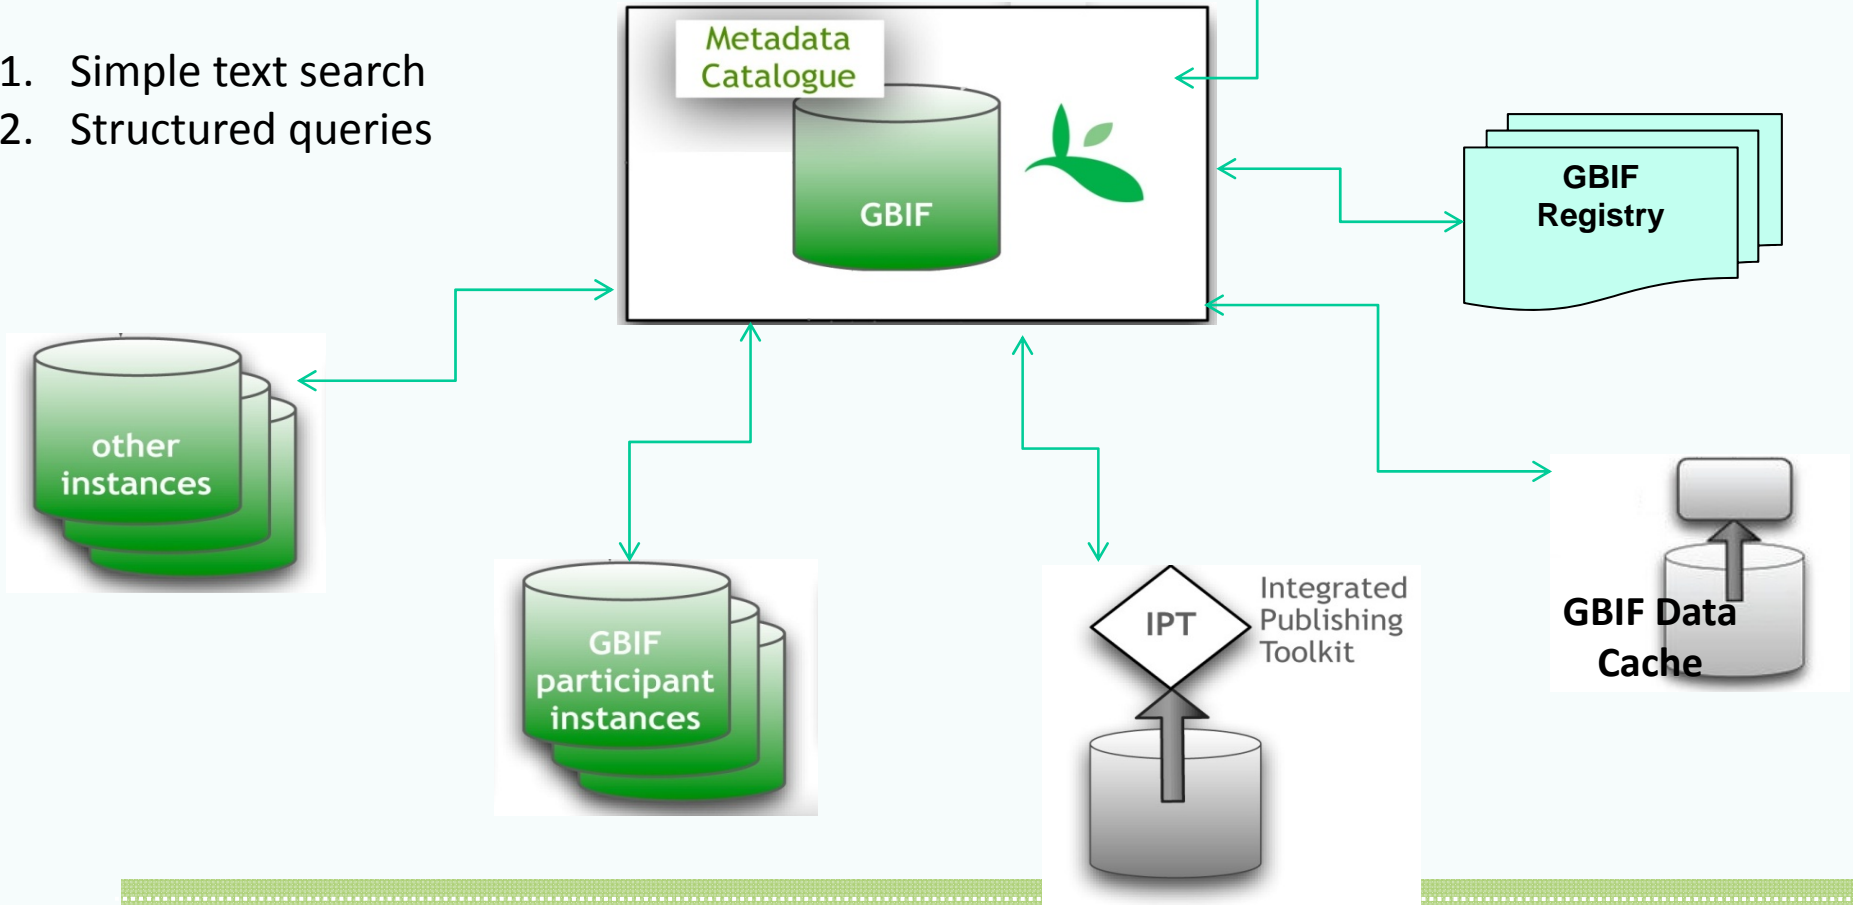 1. Simple text search
2. Structured queries
Metadata
Catalogue
GBIF
GBIF
Registry
other
instances
GBIF
participant
instances
IPT
Integrated
Publishing
Toolkit
GBIF Data
Cache